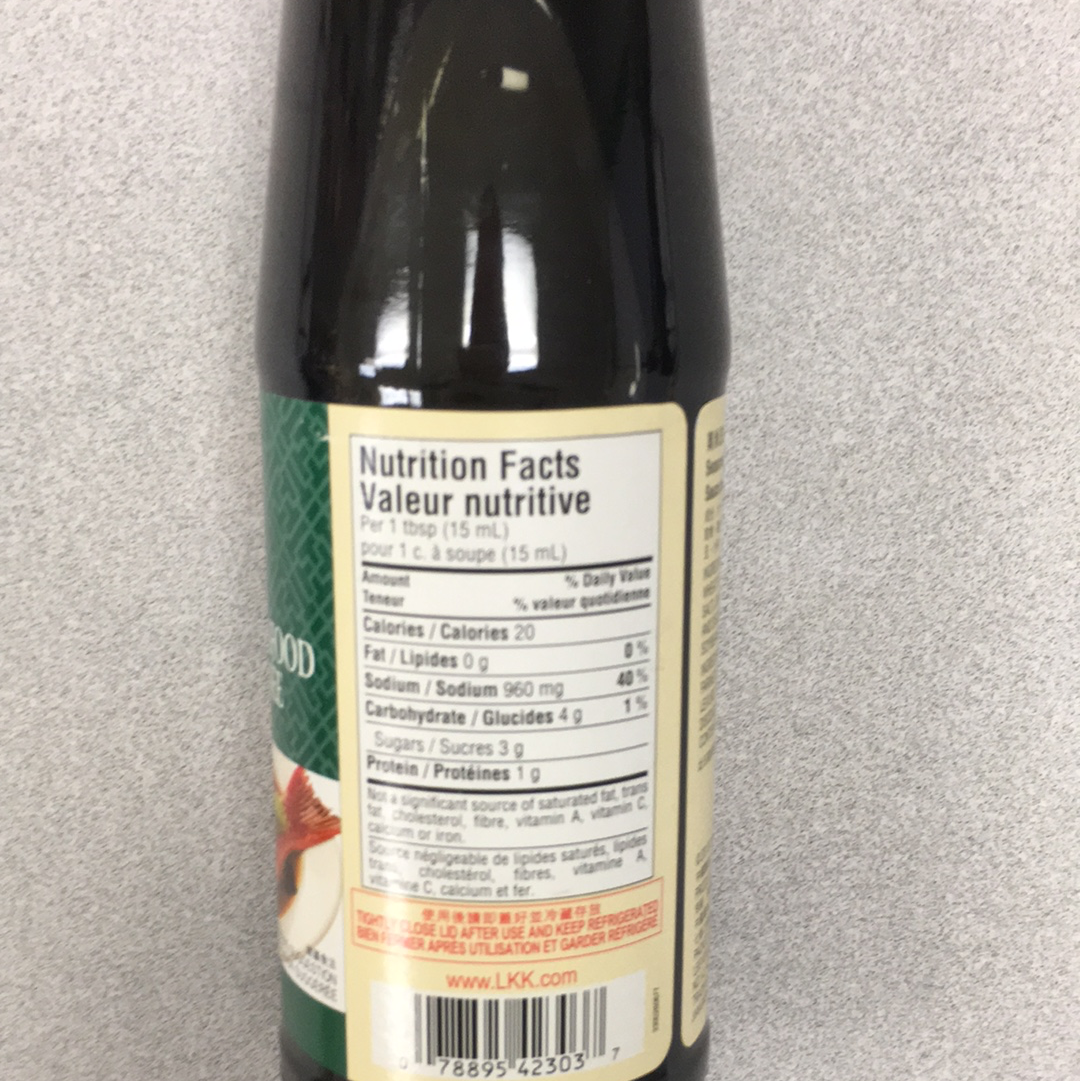 Nutrition Facts
Valeur nutritive
Per 1 tbsp (15 mL)
pour 1 c. à soupe (15 mL)
Amount % Daily Value
Teneur % valeur quotidienne
Calories / Calories 20
Fat / Lipides 0 g 0 %
Sodium / Sodium 960 mg 40 %
Carbohydrate / Glucides 4 g 1 %
Sugars / Sucres 3 g
Protein / Protéines 1 g
Not a significant source of saturated fat, trans
fat, cholesterol, fibre, vitamin A, vitamin C,
calcium or iron.
Source négligeable de lipides saturés, lipides
trans, cholestérol, fibres, vitamine A,
vitamine C, calcium et fer.
使用後請即蓋好並冷藏存放
TIGHTLY CLOSE LID AFTER USE AND KEEP REFRIGERATED
BIEN FERMER APRÈS UTILISATION ET GARDER RÉFRIGÉRÉ
www.LKK.com
0 78895 42303 7
OOD